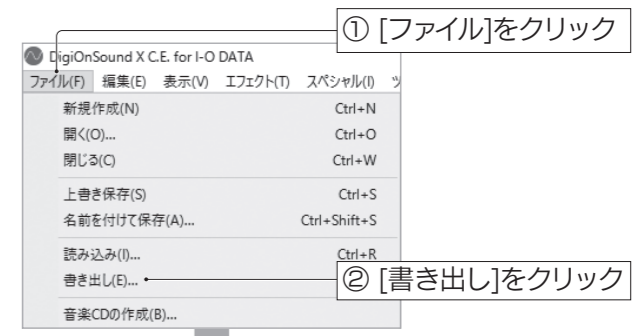 ① [ファイル]をクリック
DigiOnSound X C.E. for I-O DATA
ファイル(F) 編集(E) 表示(V) エフェクト(T) スペシャル(I) ツ
新規作成(N) Ctrl+N
開く(O)... Ctrl+O
閉じる(C) Ctrl+W
上書き保存(S) Ctrl+S
名前を付けて保存(A)... Ctrl+Shift+S
読み込み(I)... Ctrl+R
書き出し(E)...
② [書き出し]をクリック
音楽CDの作成(B)...